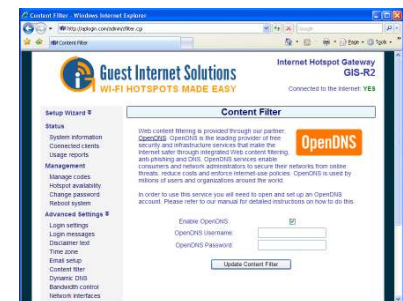 Content Filter - Windows Internet Explorer
http://aplogin.com/admin/filter.cgi
Google
Content Filter
Page
Tools
Guest Internet Solutions
WI-FI HOTSPOTS MADE EASY
Internet Hotspot Gateway
GIS-R2
Connected to the Internet: YES
Setup Wizard
Status
System information
Connected clients
Usage reports
Management
Manage codes
Hotspot availability
Change password
Reboot system
Advanced Settings
Login settings
Login messages
Disclaimer text
Time zone
Email setup
Content filter
Dynamic DNS
Bandwidth control
Network interfaces
Content Filter
Web content filtering is provided through our partner
OpenDNS. OpenDNS is the leading provider of free
security and infrastructure services that make the
Internet safer through integrated Web content filtering,
anti-phishing and DNS. OpenDNS services enable
consumers and network administrators to secure their networks from online
threats, reduce costs and enforce Internet-use policies. OpenDNS is used by
millions of users and organizations around the world.
OpenDNS
In order to use this service you will need to open and set up an OpenDNS
account. Please refer to our manual for detailed instructions on how to do this.
Enable OpenDNS:
OpenDNS Username:
OpenDNS Password:
Update Content Filter